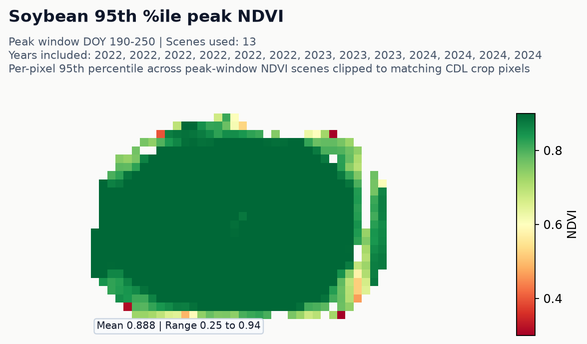 Soybean 95th %ile peak NDVI
Peak window DOY 190-250 | Scenes used: 13
Years included: 2022, 2022, 2022, 2022, 2022, 2022, 2023, 2023, 2023, 2024, 2024, 2024, 2024
Per-pixel 95th percentile across peak-window NDVI scenes clipped to matching CDL crop pixels
0.8
0.6
0.4
NDVI
Mean 0.888 | Range 0.25 to 0.94